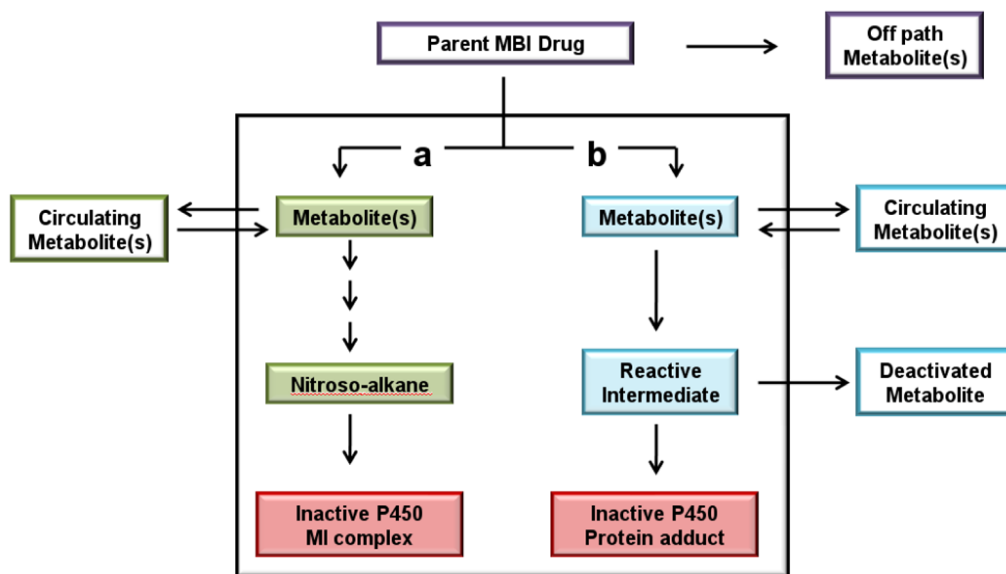 Parent MBI Drug
Off path
Metabolite(s)
a
b
Circulating
Metabolite(s)
Metabolite(s)
Metabolite(s)
Circulating
Metabolite(s)
Nitroso-alkane
Reactive
Intermediate
Deactivated
Metabolite
Inactive P450
MI complex
Inactive P450
Protein adduct